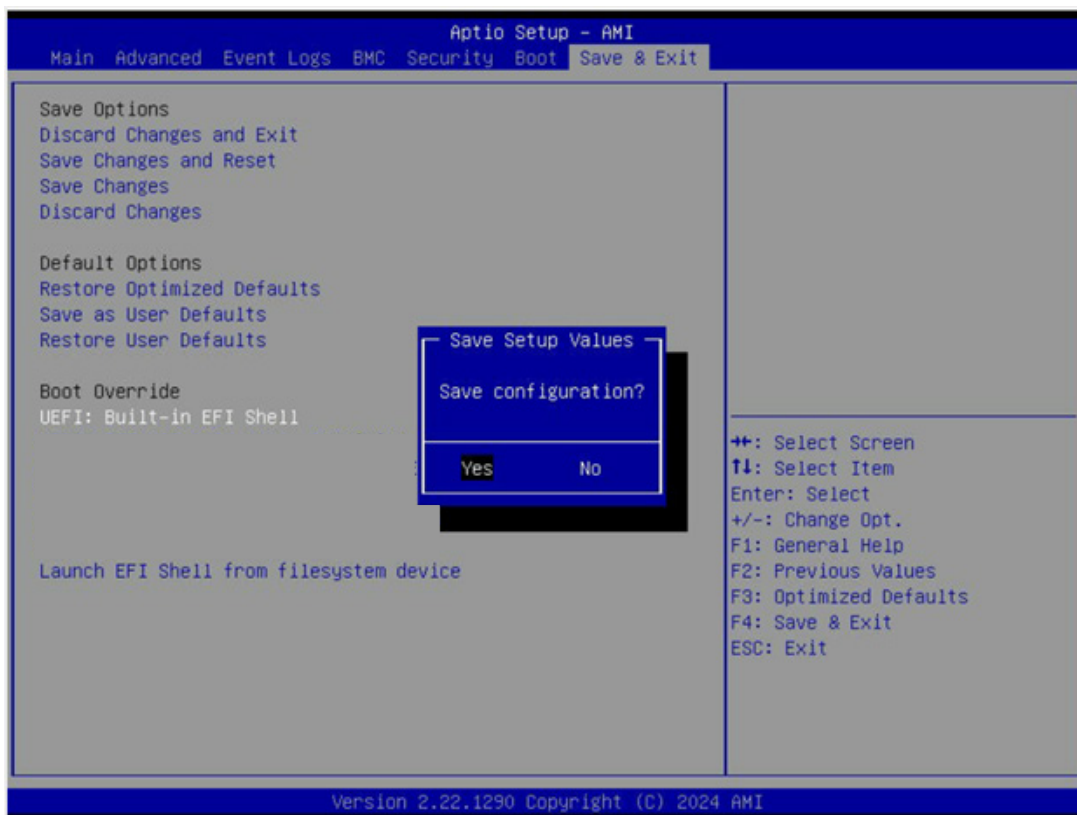 Aptio Setup – AMI
Main Advanced Event Logs BMC Security Boot Save & Exit
Save Options
Discard Changes and Exit
Save Changes and Reset
Save Changes
Discard Changes
Default Options
Restore Optimized Defaults
Save as User Defaults
Restore User Defaults
Boot Override
UEFI: Built-in EFI Shell
Launch EFI Shell from filesystem device
Save Setup Values
Save configuration?
Yes No
→←: Select Screen
↑↓: Select Item
Enter: Select
+/-: Change Opt.
F1: General Help
F2: Previous Values
F3: Optimized Defaults
F4: Save & Exit
ESC: Exit
Version 2.22.1290 Copyright (C) 2024 AMI